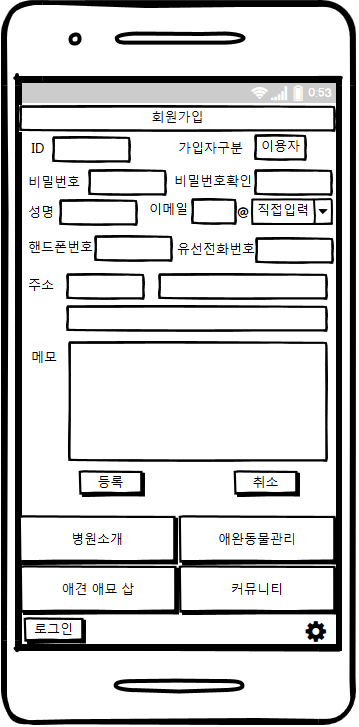 0:53
회원가입
ID 가입자구분 이용자
비밀번호 비밀번호확인
성명 이메일 @ 직접입력
핸드폰번호 유선전화번호
주소
메모
등록 취소
병원소개 애완동물관리
애견 애묘 샵
커뮤니티
로그인